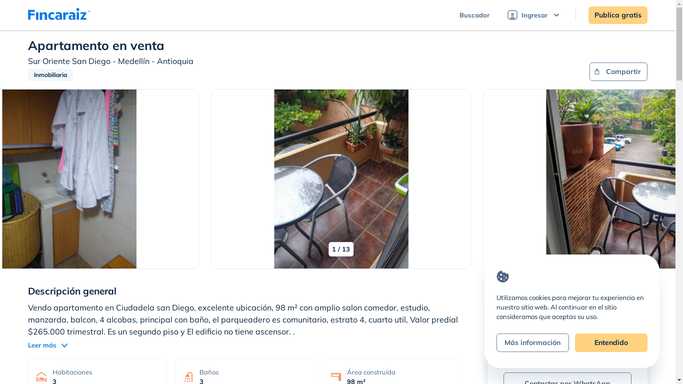 Fincaraiz
Buscador
Ingresar
Publica gratis
Apartamento en venta
Sur Oriente San Diego - Medellín - Antioquia
Inmobiliaria
Compartir
1 / 13
Descripción general
Vendo apartamento en Ciudadela san Diego. excelente ubicación, 98 m² con amplio salon comedor, estudio,
manzarda, balcon, 4 alcobas, principal con baño, el parqueadero es comunitario, estrato 4, cuarto util, Valor predial
$265.000 trimestral. Es un segundo piso y El edificio no tiene ascensor. .
Leer más
Habitaciones
3
Baños
3
Área construida
98 m²
Utilizamos cookies para mejorar tu experiencia en
nuestro sitio web. Al continuar en el sitio
consideramos que aceptas su uso.
Más información
Entendido
Contactar por WhatsApp